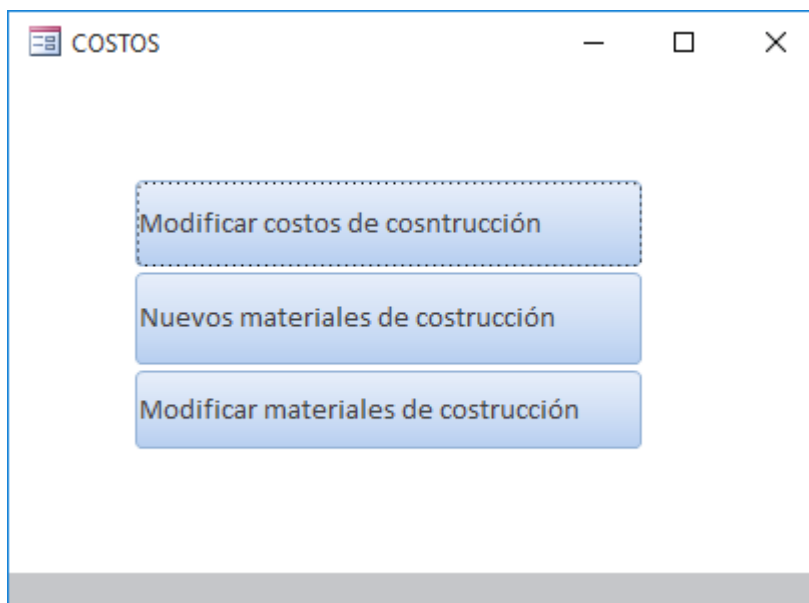 COSTOS
Modificar costos de cosntrucción
Nuevos materiales de costrucción
Modificar materiales de costrucción